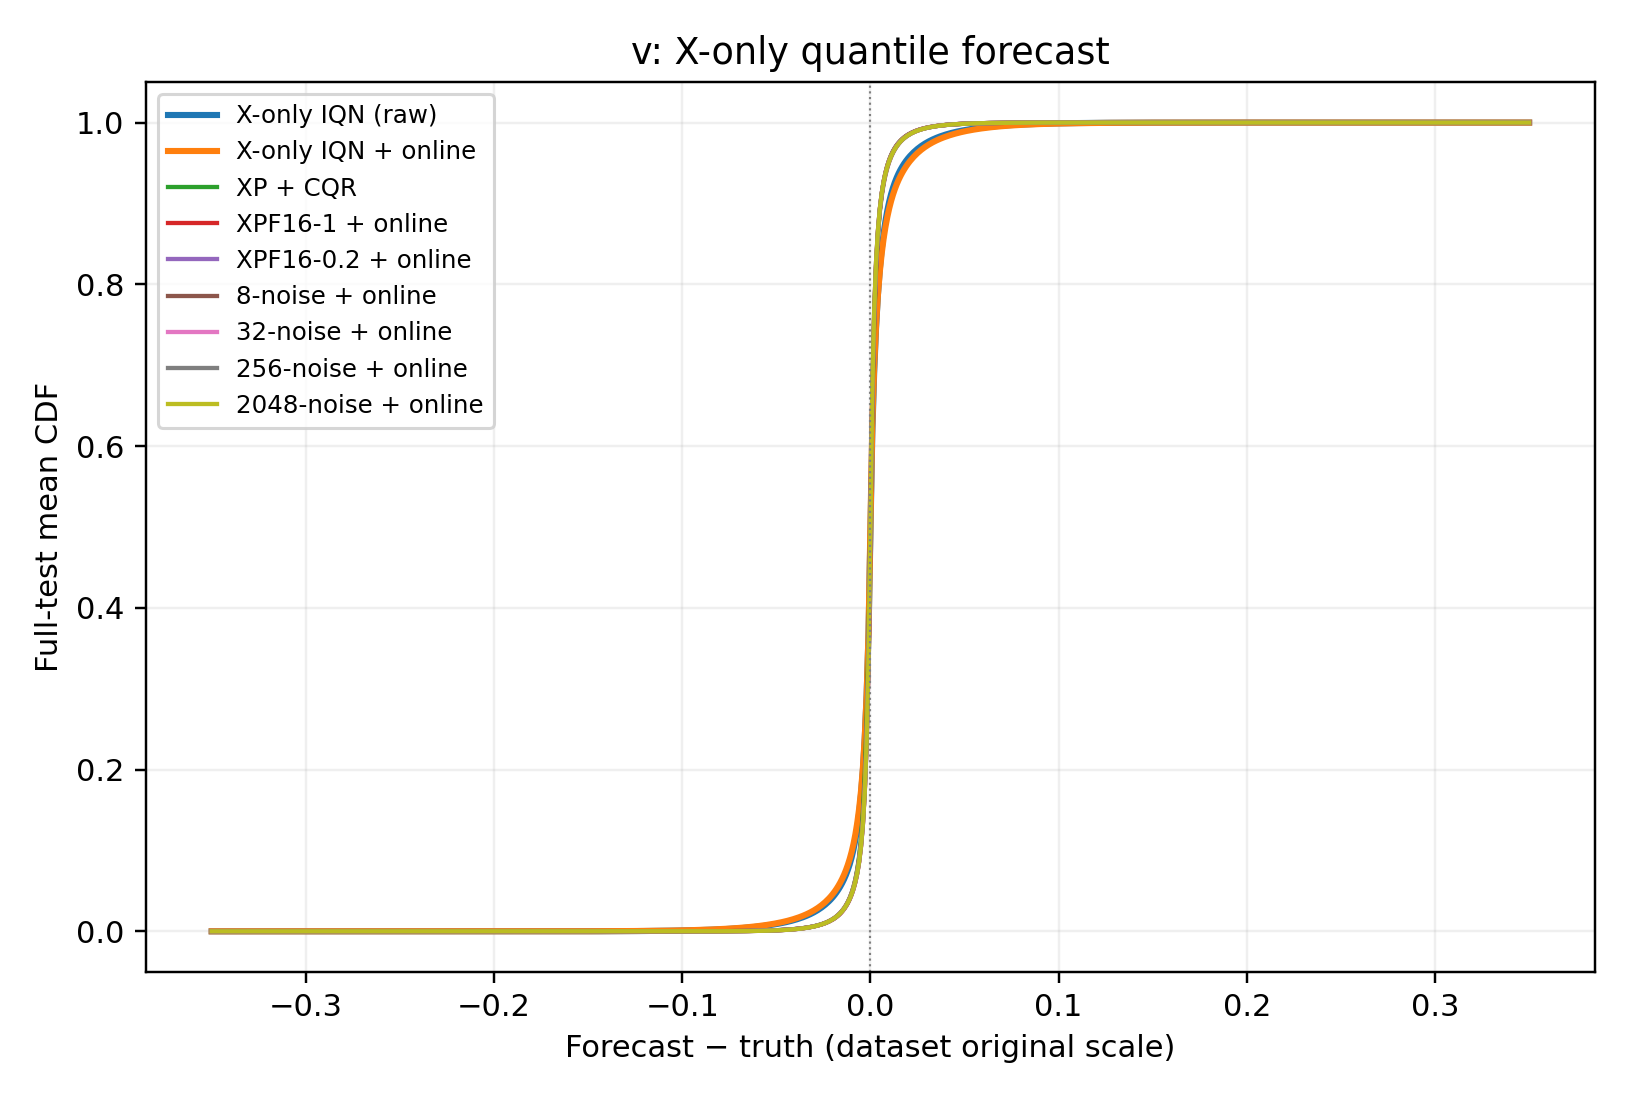 v: X-only quantile forecast
X-only IQN (raw)
X-only IQN + online
XP + CQR
XPF16-1 + online
XPF16-0.2 + online
8-noise + online
32-noise + online
256-noise + online
2048-noise + online
Full-test mean CDF
1.0
0.8
0.6
0.4
0.2
0.0
−0.3 −0.2 −0.1 0.0 0.1 0.2 0.3
Forecast − truth (dataset original scale)